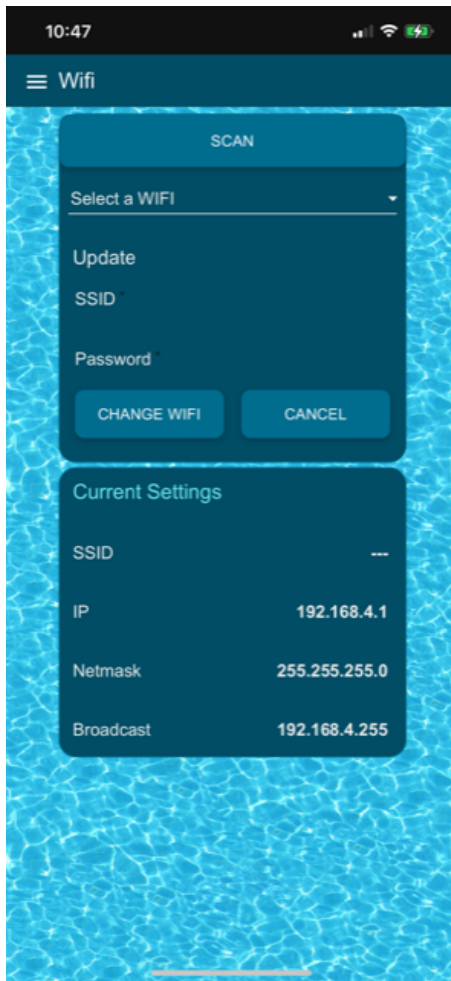 10:47
Wifi
SCAN
Select a WIFI
Update
SSID *
Password *
CHANGE WIFI CANCEL
Current Settings
SSID ---
IP 192.168.4.1
Netmask 255.255.255.0
Broadcast 192.168.4.255